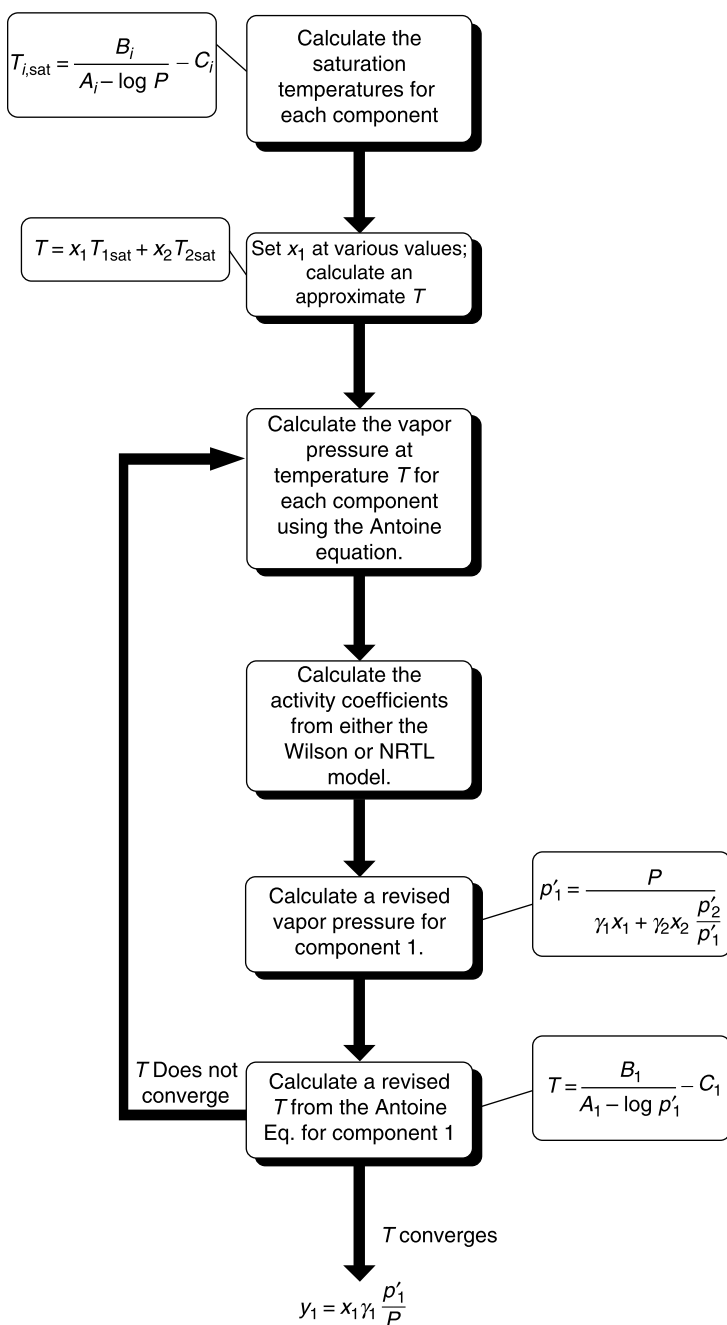 T_{i,sat} = B_i / (A_i – log P) – C_i
Calculate the
saturation
temperatures for
each component
T = x_1 T_{1sat} + x_2 T_{2sat}
Set x_1 at various values;
calculate an
approximate T
Calculate the vapor
pressure at
temperature T for
each component
using the Antoine
equation.
Calculate the
activity coefficients
from either the
Wilson or NRTL
model.
Calculate a revised
vapor pressure for
component 1.
p′_1 = P / (γ_1 x_1 + γ_2 x_2 p′_2 / p′_1)
T Does not
converge
Calculate a revised
T from the Antoine
Eq. for component 1
T = B_1 / (A_1 – log p′_1) – C_1
T converges
y_1 = x_1 γ_1 p′_1 / P